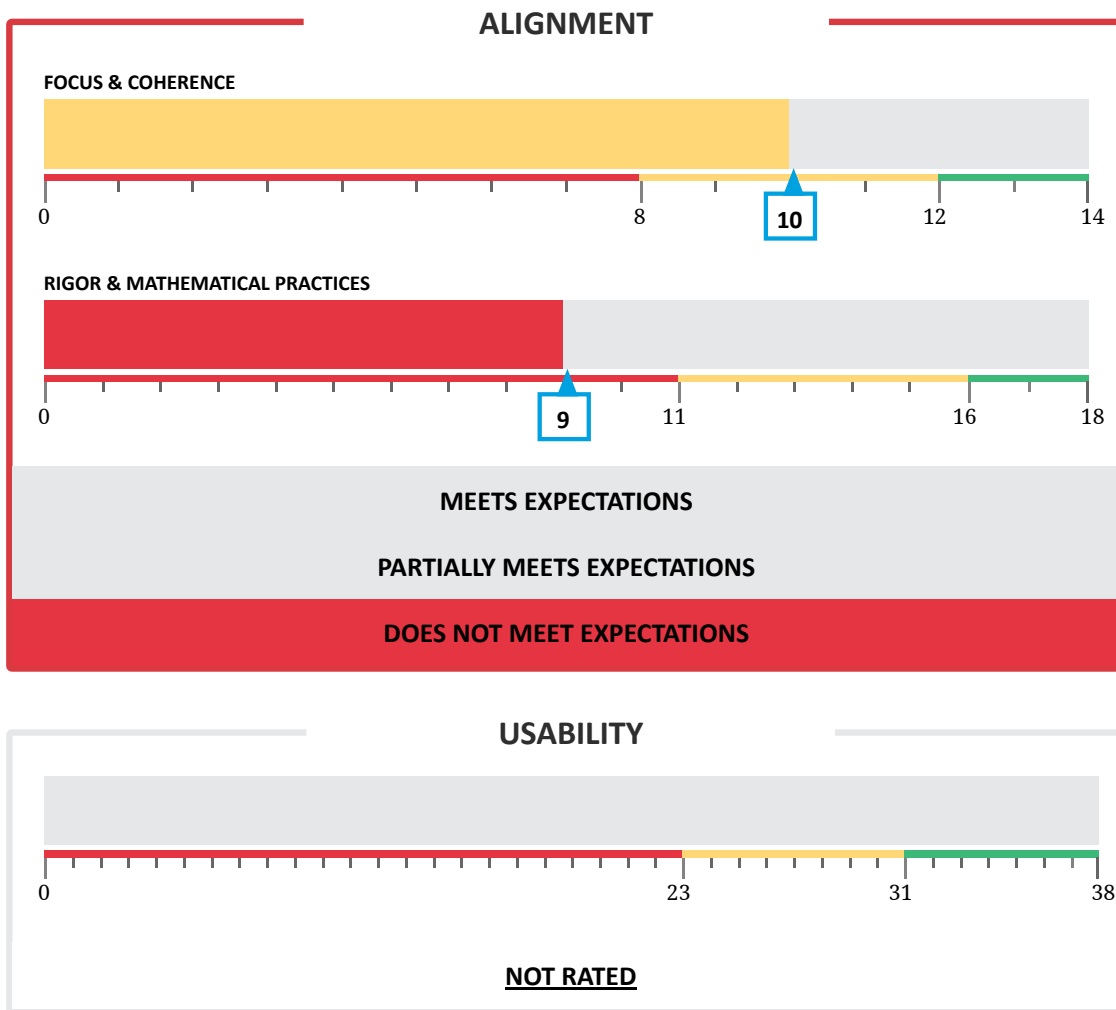 ALIGNMENT
FOCUS & COHERENCE
0 8 10 12 14
RIGOR & MATHEMATICAL PRACTICES
0 9 11 16 18
MEETS EXPECTATIONS
PARTIALLY MEETS EXPECTATIONS
DOES NOT MEET EXPECTATIONS
USABILITY
0 23 31 38
NOT RATED